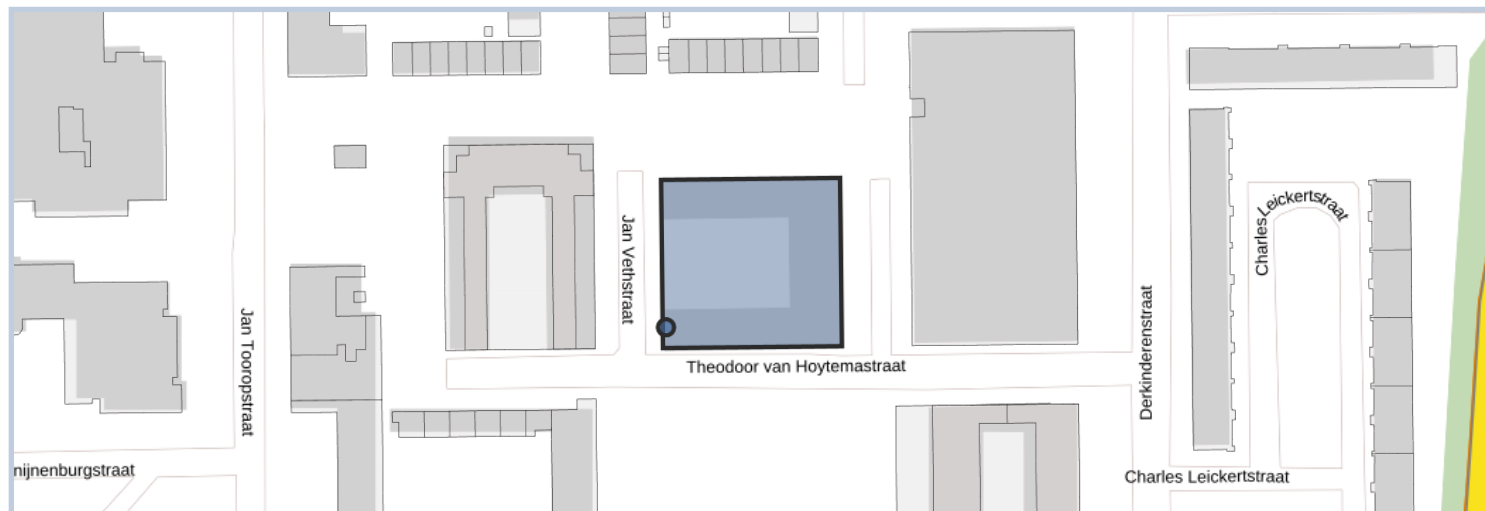 Charles
Leickertstraat
Jan Vethstraat
Jan Tooropstraat
Derkinderenstraat
Theodoor van Hoytemastraat
nijnenburgstraat
Charles Leickertstraat